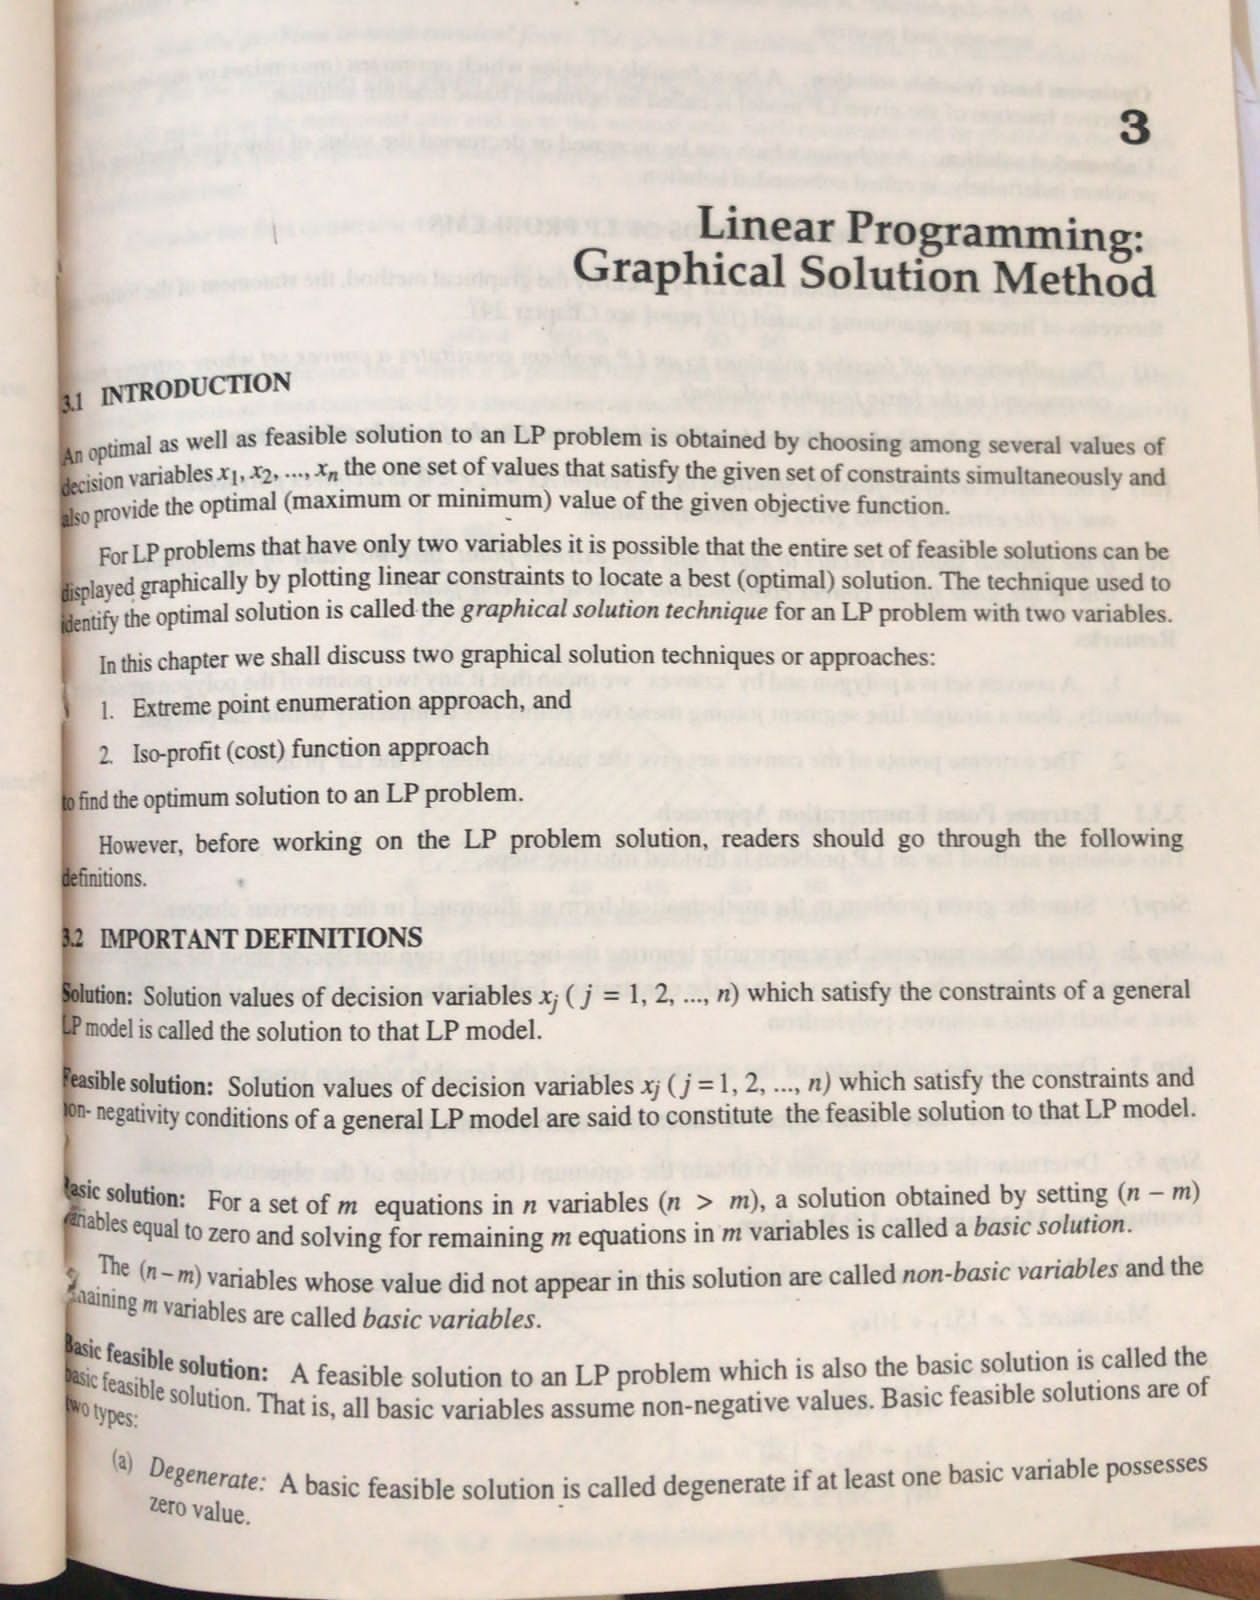 3
Linear Programming:
Graphical Solution Method
3.1 INTRODUCTION
An optimal as well as feasible solution to an LP problem is obtained by choosing among several values of
decision variables x₁, x₂, ..., xₙ the one set of values that satisfy the given set of constraints simultaneously and
also provide the optimal (maximum or minimum) value of the given objective function.
For LP problems that have only two variables it is possible that the entire set of feasible solutions can be
displayed graphically by plotting linear constraints to locate a best (optimal) solution. The technique used to
identify the optimal solution is called the graphical solution technique for an LP problem with two variables.
In this chapter we shall discuss two graphical solution techniques or approaches:
1. Extreme point enumeration approach, and
2. Iso-profit (cost) function approach
to find the optimum solution to an LP problem.
However, before working on the LP problem solution, readers should go through the following
definitions.
3.2 IMPORTANT DEFINITIONS
Solution: Solution values of decision variables xⱼ ( j = 1, 2, ..., n) which satisfy the constraints of a general
LP model is called the solution to that LP model.
Feasible solution: Solution values of decision variables xⱼ ( j = 1, 2, ..., n) which satisfy the constraints and
non- negativity conditions of a general LP model are said to constitute the feasible solution to that LP model.
Basic solution: For a set of m equations in n variables (n > m), a solution obtained by setting (n – m)
variables equal to zero and solving for remaining m equations in m variables is called a basic solution.
The (n – m) variables whose value did not appear in this solution are called non-basic variables and the
remaining m variables are called basic variables.
Basic feasible solution: A feasible solution to an LP problem which is also the basic solution is called the
basic feasible solution. That is, all basic variables assume non-negative values. Basic feasible solutions are of
two types:
(a) Degenerate: A basic feasible solution is called degenerate if at least one basic variable possesses
zero value.